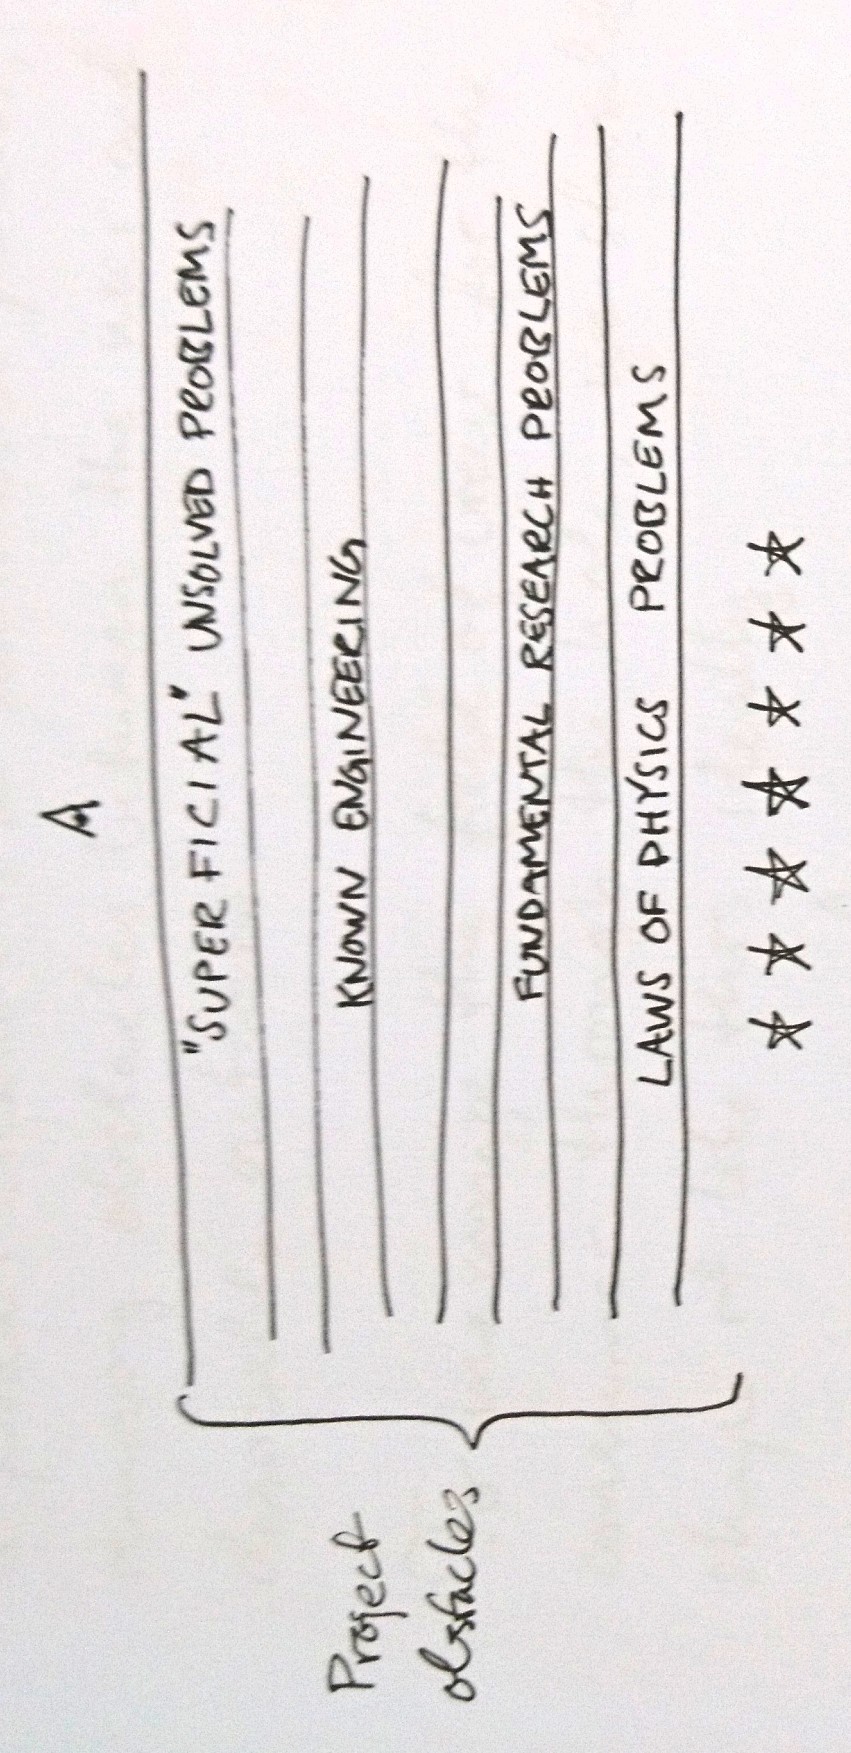 A
"SUPERFICIAL" UNSOLVED PROBLEMS
KNOWN ENGINEERING
Project
obstacles
FUNDAMENTAL RESEARCH PROBLEMS
LAWS OF PHYSICS PROBLEMS